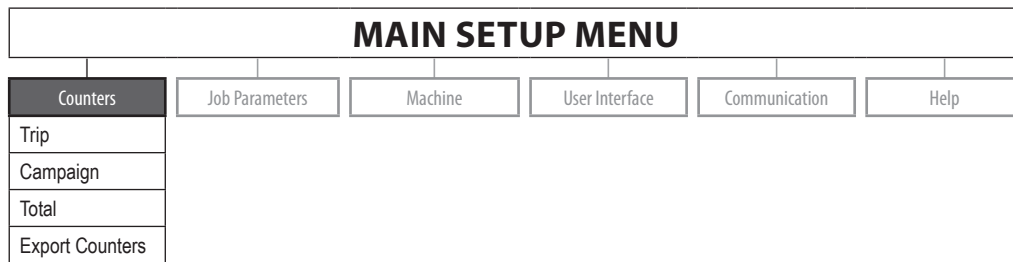 MAIN SETUP MENU
Counters
Job Parameters
Machine
User Interface
Communication
Help
Trip
Campaign
Total
Export Counters